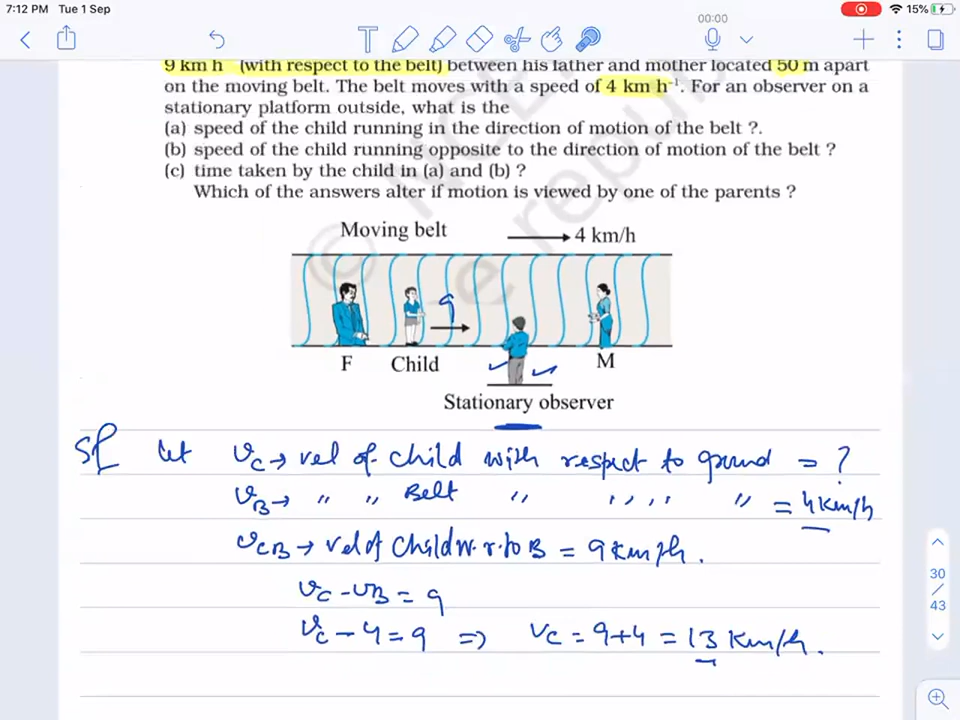 7:12 PM Tue 1 Sep
15%
00:00
9 km h (with respect to the belt) between his father and mother located 50 m apart
on the moving belt. The belt moves with a speed of 4 km h⁻¹. For an observer on a
stationary platform outside, what is the
(a) speed of the child running in the direction of motion of the belt ?.
(b) speed of the child running opposite to the direction of motion of the belt ?
(c) time taken by the child in (a) and (b) ?
Which of the answers alter if motion is viewed by one of the parents ?
Moving belt 4 km/h
9
F Child M
Stationary observer
Let v_C → vel of child with respect to ground = ?
v_B → " " Belt " " " " = 4 km/h
v_CB → vel of child w.r.to B = 9 km/h.
v_C - v_B = 9
v_C - 4 = 9 => v_C = 9+4 = 13 km/h.
30
/
43